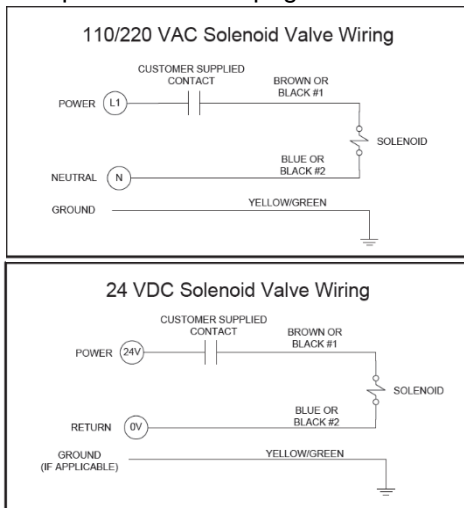 110/220 VAC Solenoid Valve Wiring
CUSTOMER SUPPLIED
CONTACT
BROWN OR
BLACK #1
POWER
L1
SOLENOID
BLUE OR
BLACK #2
NEUTRAL
N
YELLOW/GREEN
GROUND
24 VDC Solenoid Valve Wiring
CUSTOMER SUPPLIED
CONTACT
BROWN OR
BLACK #1
POWER
24V
SOLENOID
BLUE OR
BLACK #2
RETURN
0V
GROUND
(IF APPLICABLE)
YELLOW/GREEN